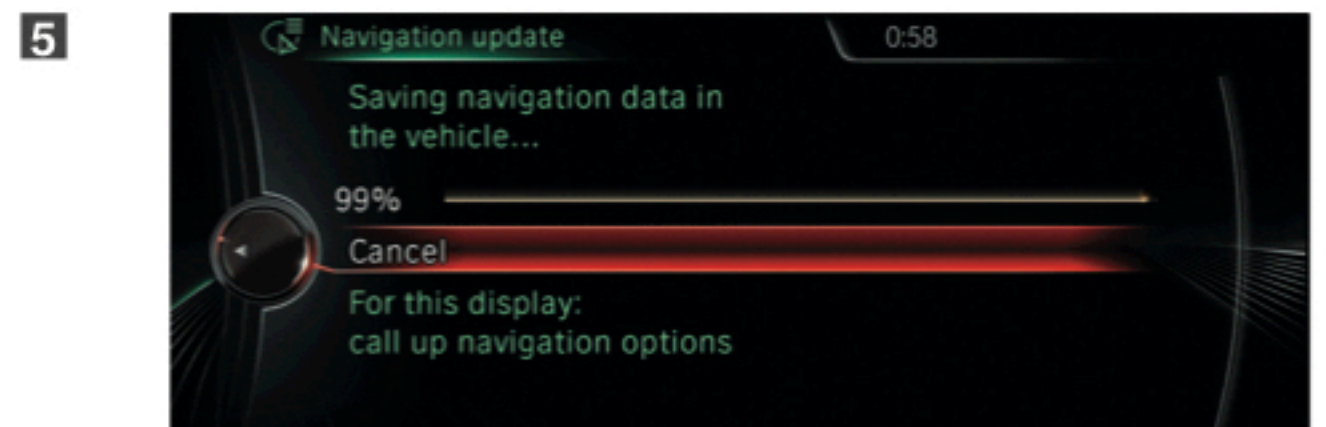 5
Navigation update
0:58
Saving navigation data in
the vehicle...
99%
Cancel
For this display:
call up navigation options